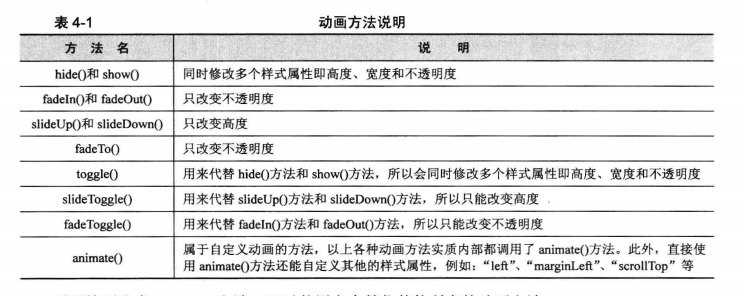 表 4-1 动画方法说明
方 法 名 说 明
hide()和 show() 同时修改多个样式属性即高度、宽度和不透明度
fadeIn()和 fadeOut() 只改变不透明度
slideUp()和 slideDown() 只改变高度
fadeTo() 只改变不透明度
toggle() 用来代替 hide()方法和 show()方法，所以会同时修改多个样式属性即高度、宽度和不透明度
slideToggle() 用来代替 slideUp()方法和 slideDown()方法，所以只能改变高度
fadeToggle() 用来代替 fadeIn()方法和 fadeOut()方法，所以只能改变不透明度
animate() 属于自定义动画的方法，以上各种动画方法实质内部都调用了 animate()方法。此外，直接使
用 animate()方法还能自定义其他的样式属性，例如：“left”、“marginLeft”、“scrollTop”等